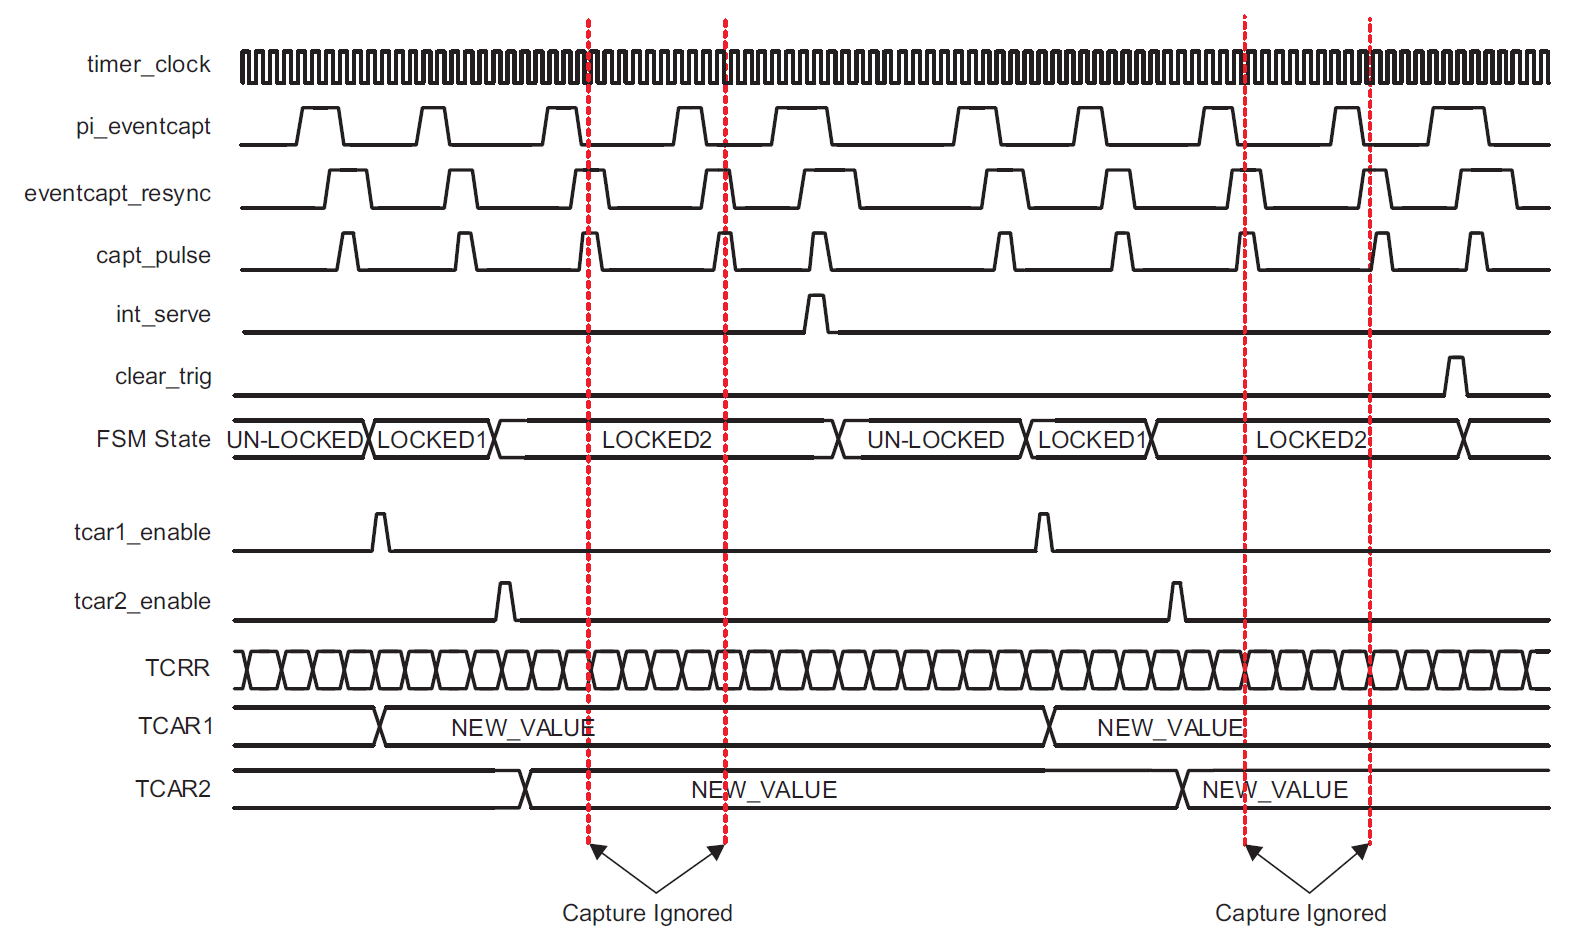 timer_clock
pi_eventcapt
eventcapt_resync
capt_pulse
int_serve
clear_trig
FSM State UN-LOCKED LOCKED1 LOCKED2 UN-LOCKED LOCKED1 LOCKED2
tcar1_enable
tcar2_enable
TCRR
TCAR1 NEW_VALUE NEW_VALUE
TCAR2 NEW_VALUE NEW_VALUE
Capture Ignored Capture Ignored